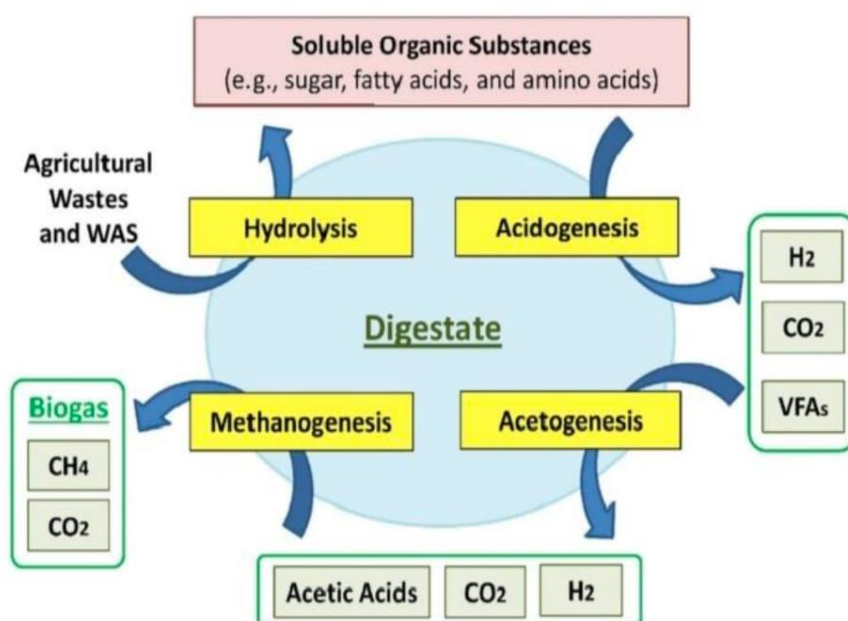 Soluble Organic Substances
(e.g., sugar, fatty acids, and amino acids)
Agricultural
Wastes
and WAS
Hydrolysis
Acidogenesis
H2
CO2
VFAs
Digestate
Biogas
CH4
CO2
Methanogenesis
Acetogenesis
Acetic Acids
CO2
H2